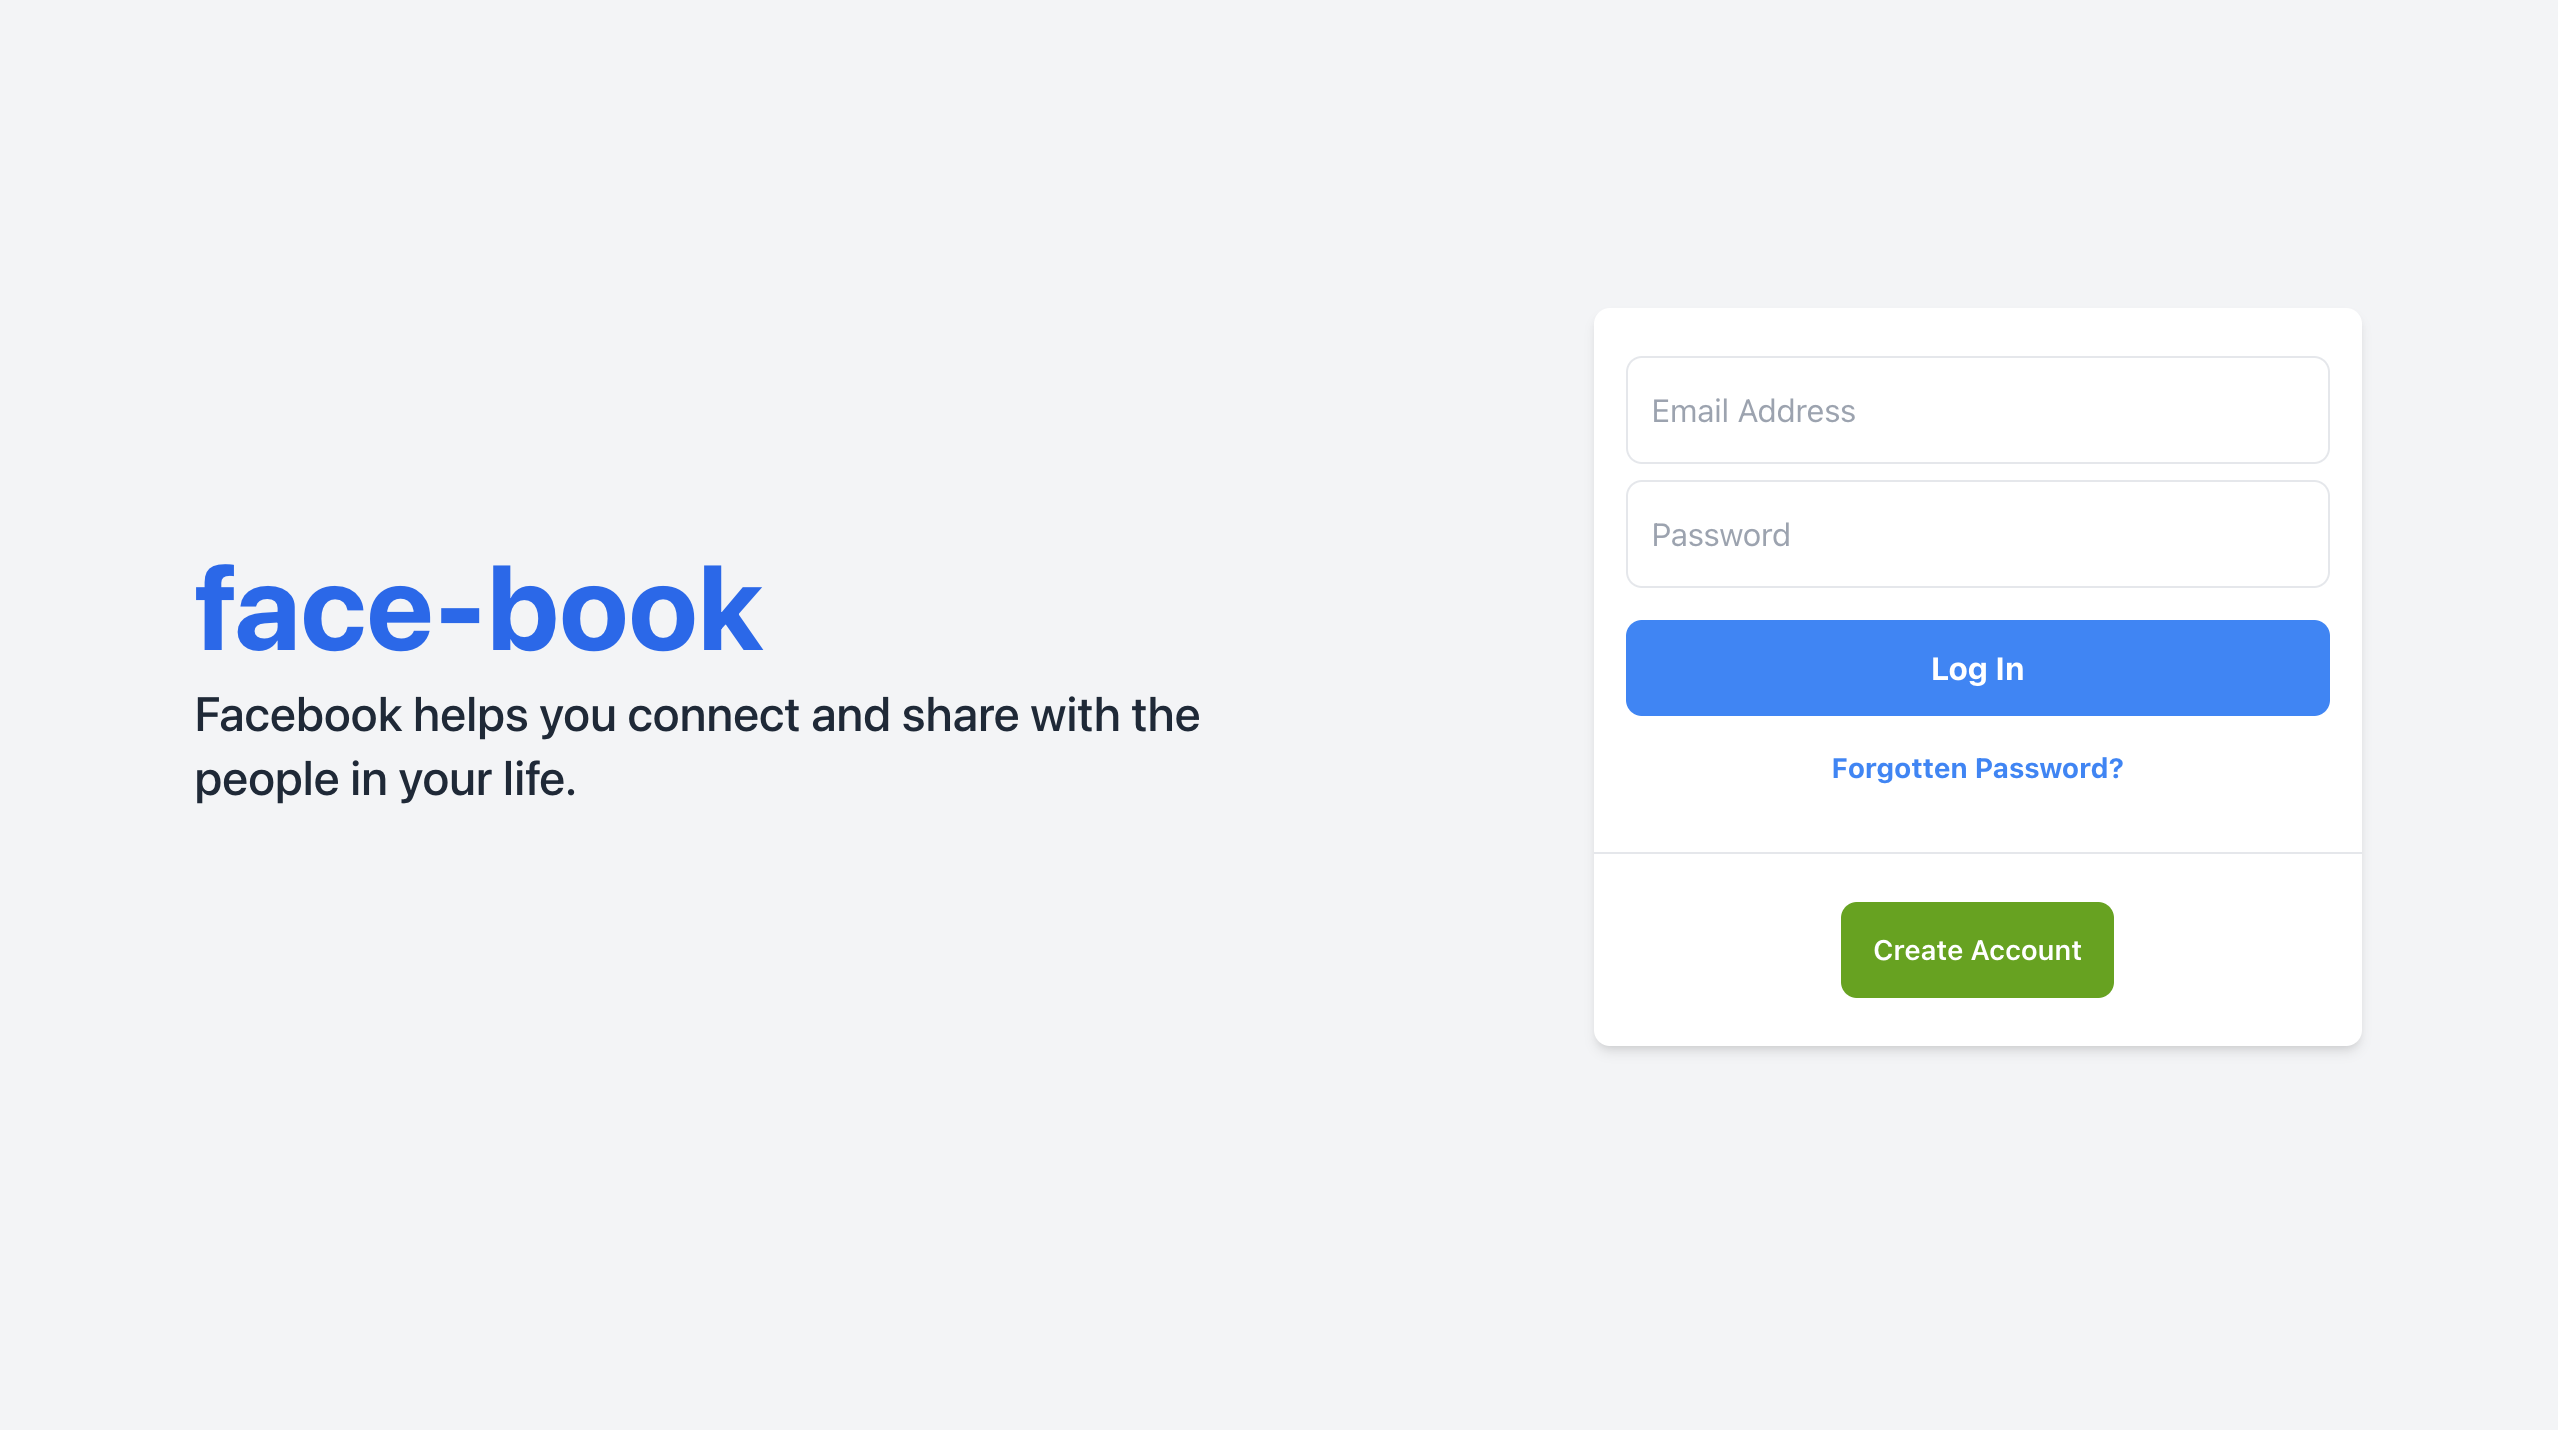 face-book
Facebook helps you connect and share with the
people in your life.
Email Address
Password
Log In
Forgotten Password?
Create Account